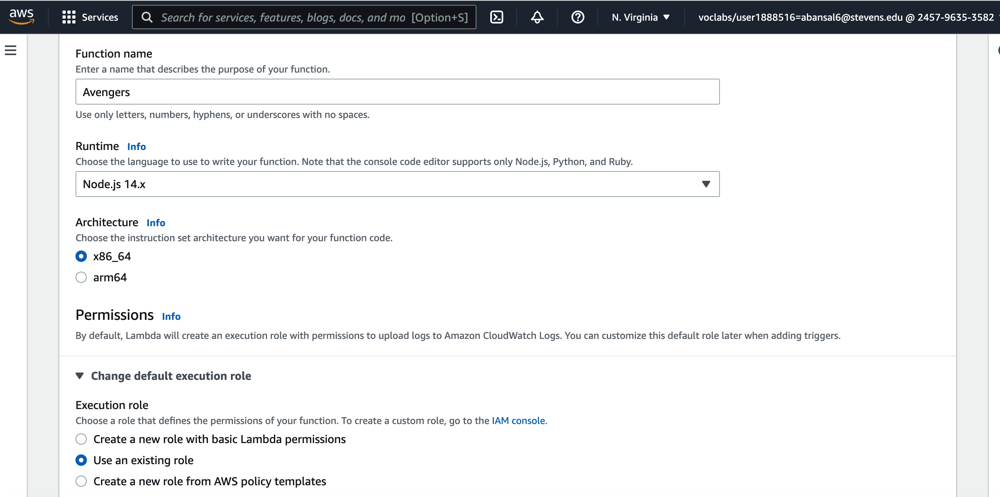 aws
Services
Search for services, features, blogs, docs, and mo [Option+S]
N. Virginia
voclabs/user1888516=abansal6@stevens.edu @ 2457-9635-3582
Function name
Enter a name that describes the purpose of your function.
Avengers
Use only letters, numbers, hyphens, or underscores with no spaces.
Runtime Info
Choose the language to use to write your function. Note that the console code editor supports only Node.js, Python, and Ruby.
Node.js 14.x
Architecture Info
Choose the instruction set architecture you want for your function code.
x86_64
arm64
Permissions Info
By default, Lambda will create an execution role with permissions to upload logs to Amazon CloudWatch Logs. You can customize this default role later when adding triggers.
Change default execution role
Execution role
Choose a role that defines the permissions of your function. To create a custom role, go to the IAM console.
Create a new role with basic Lambda permissions
Use an existing role
Create a new role from AWS policy templates